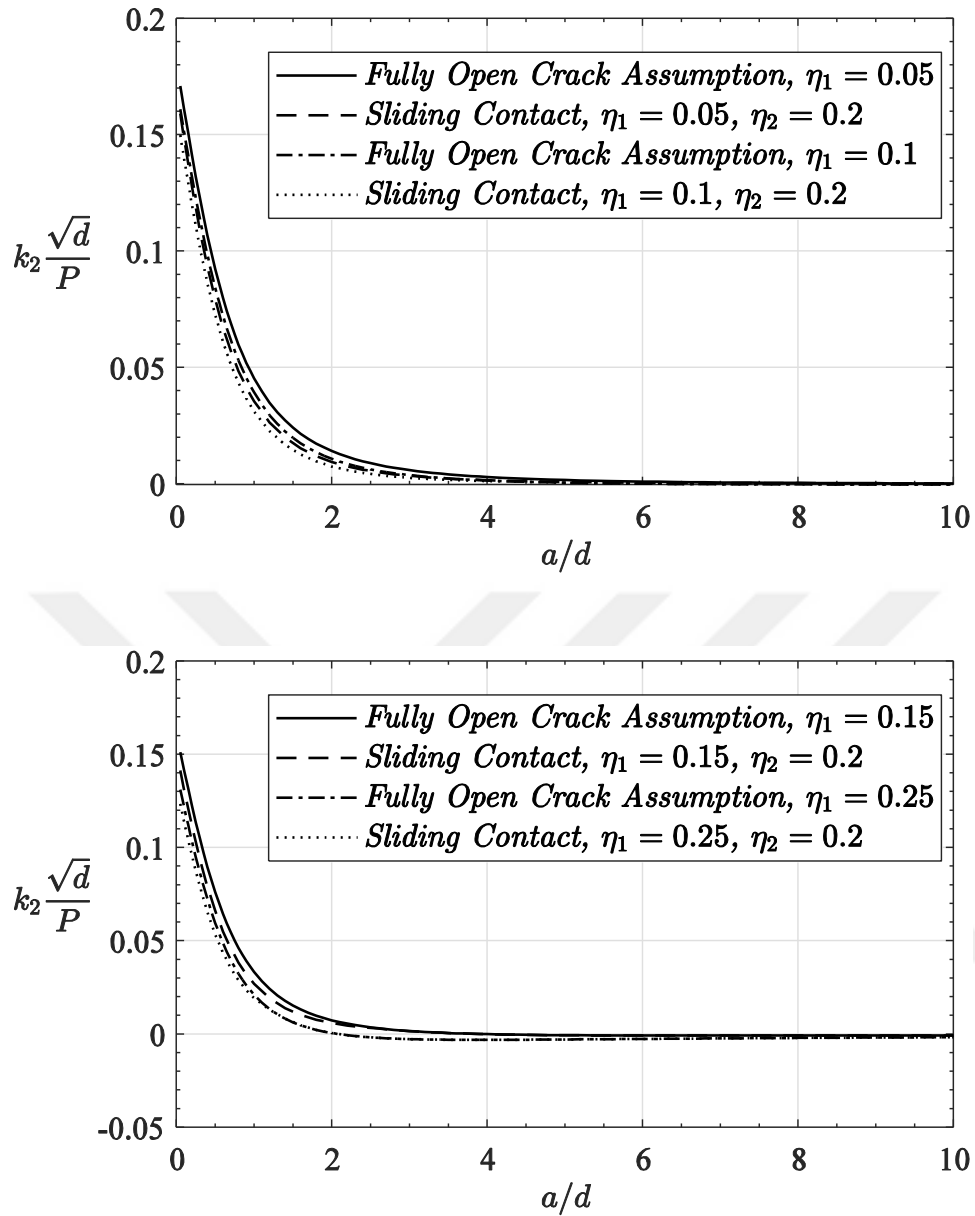 0.2
Fully Open Crack Assumption, η₁ = 0.05
Sliding Contact, η₁ = 0.05, η₂ = 0.2
Fully Open Crack Assumption, η₁ = 0.1
Sliding Contact, η₁ = 0.1, η₂ = 0.2
0.15
k₂ √d/P
0.1
0.05
0
0 2 4 6 8 10
a/d
0.2
Fully Open Crack Assumption, η₁ = 0.15
Sliding Contact, η₁ = 0.15, η₂ = 0.2
Fully Open Crack Assumption, η₁ = 0.25
Sliding Contact, η₁ = 0.25, η₂ = 0.2
0.15
0.1
k₂ √d/P
0.05
0
-0.05
0 2 4 6 8 10
a/d